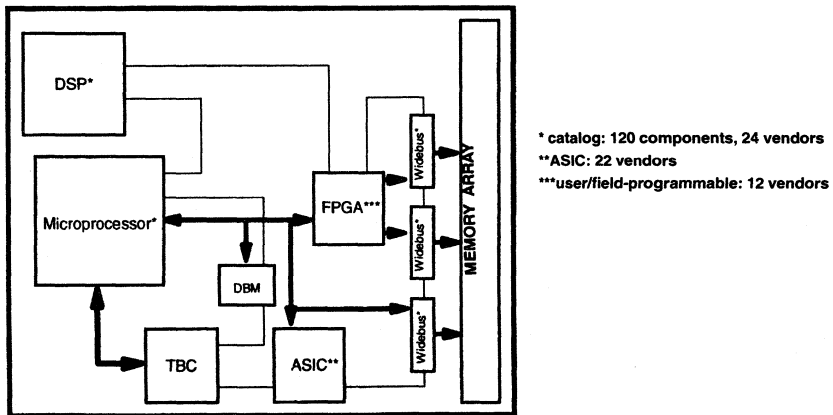 DSP*
Microprocessor*
FPGA***
DBM
TBC
ASIC**
Widebus*
Widebus*
Widebus*
MEMORY ARRAY
* catalog: 120 components, 24 vendors
**ASIC: 22 vendors
***user/field-programmable: 12 vendors